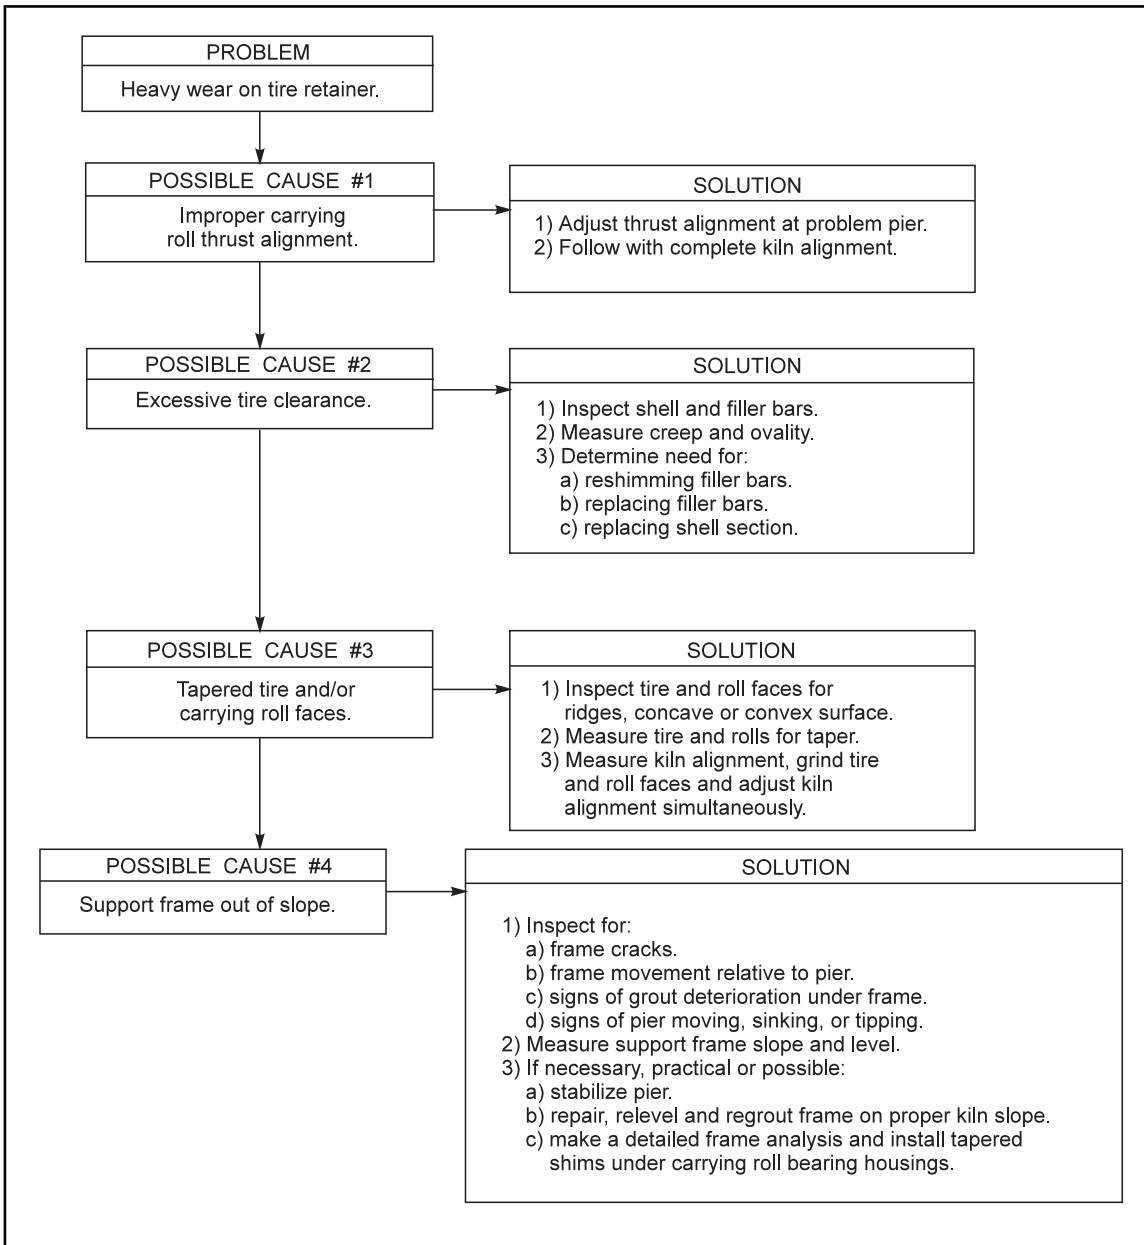 PROBLEM
Heavy wear on tire retainer.
POSSIBLE CAUSE #1
Improper carrying
roll thrust alignment.
SOLUTION
1) Adjust thrust alignment at problem pier.
2) Follow with complete kiln alignment.
POSSIBLE CAUSE #2
Excessive tire clearance.
SOLUTION
1) Inspect shell and filler bars.
2) Measure creep and ovality.
3) Determine need for:
a) reshimming filler bars.
b) replacing filler bars.
c) replacing shell section.
POSSIBLE CAUSE #3
Tapered tire and/or
carrying roll faces.
SOLUTION
1) Inspect tire and roll faces for
ridges, concave or convex surface.
2) Measure tire and rolls for taper.
3) Measure kiln alignment, grind tire
and roll faces and adjust kiln
alignment simultaneously.
POSSIBLE CAUSE #4
Support frame out of slope.
SOLUTION
1) Inspect for:
a) frame cracks.
b) frame movement relative to pier.
c) signs of grout deterioration under frame.
d) signs of pier moving, sinking, or tipping.
2) Measure support frame slope and level.
3) If necessary, practical or possible:
a) stabilize pier.
b) repair, relevel and regrout frame on proper kiln slope.
c) make a detailed frame analysis and install tapered
shims under carrying roll bearing housings.